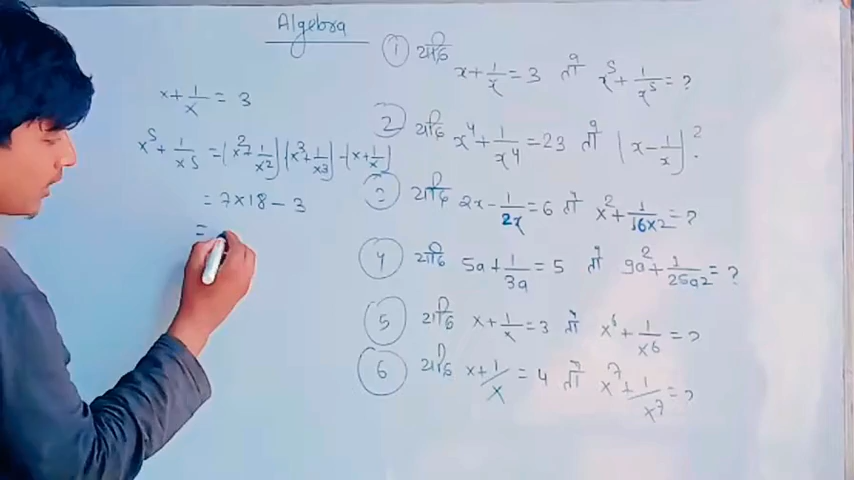 Algebra
x + 1/x = 3
x⁵ + 1/x⁵ = (x² + 1/x²) (x³ + 1/x³) - (x + 1/x)
= 7 × 18 - 3
=
① यदि x + 1/x = 3 तो x⁵ + 1/x⁵ = ?
② यदि x⁴ + 1/x⁴ = 23 तो (x - 1/x)² .
③ यदि 2x - 1/2x = 6 तो x² + 1/16x2 = ?
④ यदि 5a + 1/3a = 5 तो 9a² + 1/25a2 = ?
⑤ यदि x + 1/x = 3 तो x⁶ + 1/x⁶ = ?
⑥ यदि x + 1/x = 4 तो x⁷ + 1/x⁷ = ?